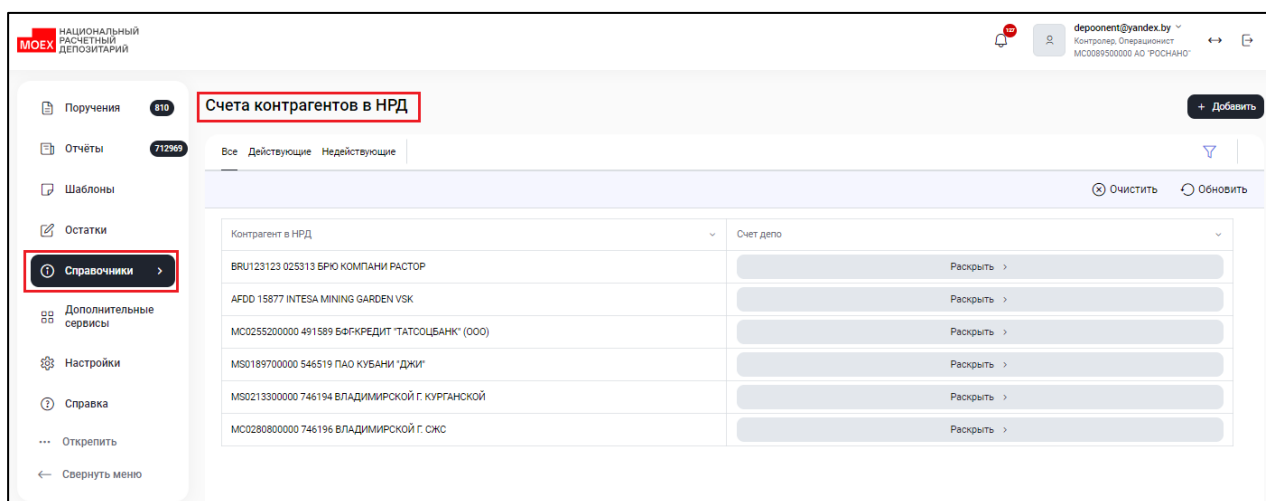 MOEX НАЦИОНАЛЬНЫЙ
РАСЧЕТНЫЙ
ДЕПОЗИТАРИЙ
127
depoonent@yandex.by
Контролер, Операционист
MC0089500000 АО "РОСНАНО"
Поручения 810
Отчёты 712969
Шаблоны
Остатки
Справочники
Дополнительные
сервисы
Настройки
Справка
Открепить
Свернуть меню
Счета контрагентов в НРД
+ Добавить
Все Действующие Недействующие
Очистить Обновить
Контрагент в НРД Счет депо
BRU123123 025313 БРЮ КОМПАНИ РАСТОР Раскрыть
AFDD 15877 INTESA MINING GARDEN VSK Раскрыть
MC0255200000 491589 БФГ-КРЕДИТ "ТАТСОЦБАНК" (ООО) Раскрыть
MS0189700000 546519 ПАО КУБАНИ "ДЖИ" Раскрыть
MS0213300000 746194 ВЛАДИМИРСКОЙ Г. КУРГАНСКОЙ Раскрыть
MC0280800000 746196 ВЛАДИМИРСКОЙ Г. СЖС Раскрыть